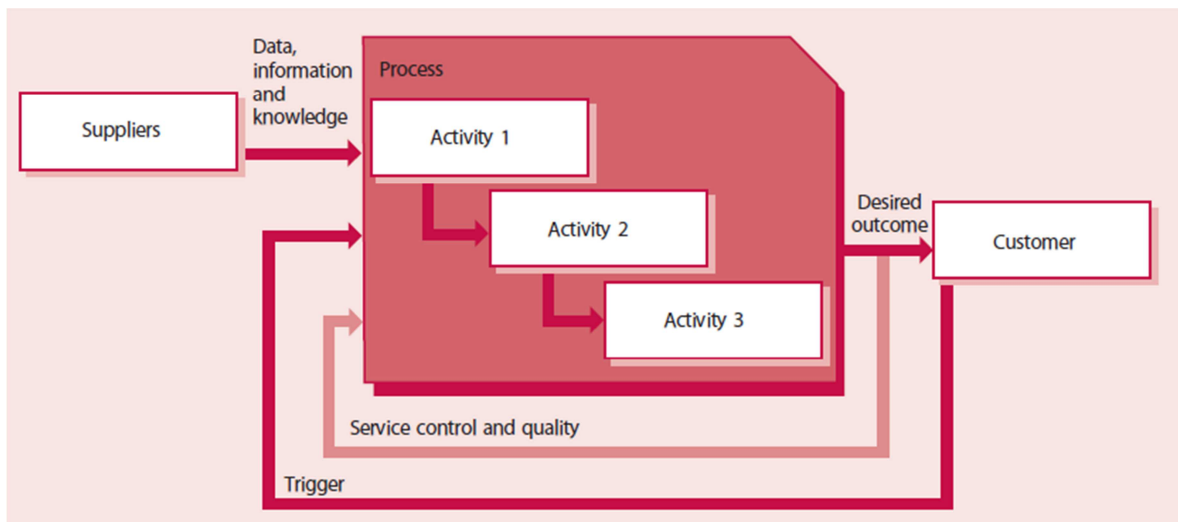 Data,
information
and
knowledge
Process
Suppliers
Activity 1
Activity 2
Desired
outcome
Customer
Activity 3
Service control and quality
Trigger